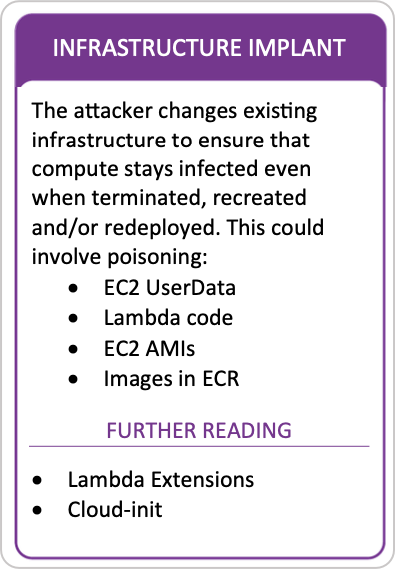 INFRASTRUCTURE IMPLANT
The attacker changes existing
infrastructure to ensure that
compute stays infected even
when terminated, recreated
and/or redeployed. This could
involve poisoning:
• EC2 UserData
• Lambda code
• EC2 AMIs
• Images in ECR
FURTHER READING
• Lambda Extensions
• Cloud-init